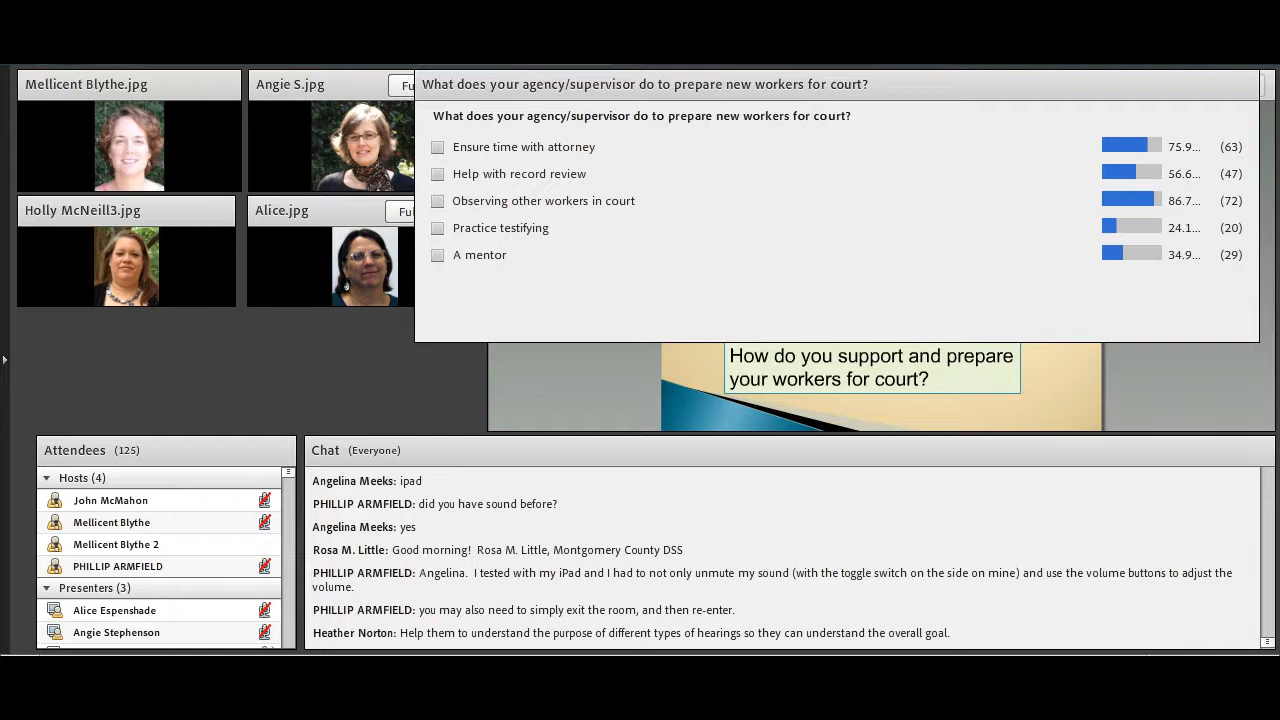 Mellicent Blythe.jpg
Angie S.jpg
Fu
What does your agency/supervisor do to prepare new workers for court?
What does your agency/supervisor do to prepare new workers for court?
Ensure time with attorney 75.9... (63)
Help with record review 56.6... (47)
Observing other workers in court 86.7... (72)
Practice testifying 24.1... (20)
A mentor 34.9... (29)
Holly McNeill3.jpg
Alice.jpg
Ful
How do you support and prepare
your workers for court?
Attendees (125)
Hosts (4)
John McMahon
Mellicent Blythe
Mellicent Blythe 2
PHILLIP ARMFIELD
Presenters (3)
Alice Espenshade
Angie Stephenson
Chat (Everyone)
Angelina Meeks: ipad
PHILLIP ARMFIELD: did you have sound before?
Angelina Meeks: yes
Rosa M. Little: Good morning! Rosa M. Little, Montgomery County DSS
PHILLIP ARMFIELD: Angelina. I tested with my iPad and I had to not only unmute my sound (with the toggle switch on the side on mine) and use the volume buttons to adjust the
volume.
PHILLIP ARMFIELD: you may also need to simply exit the room, and then re-enter.
Heather Norton: Help them to understand the purpose of different types of hearings so they can understand the overall goal.